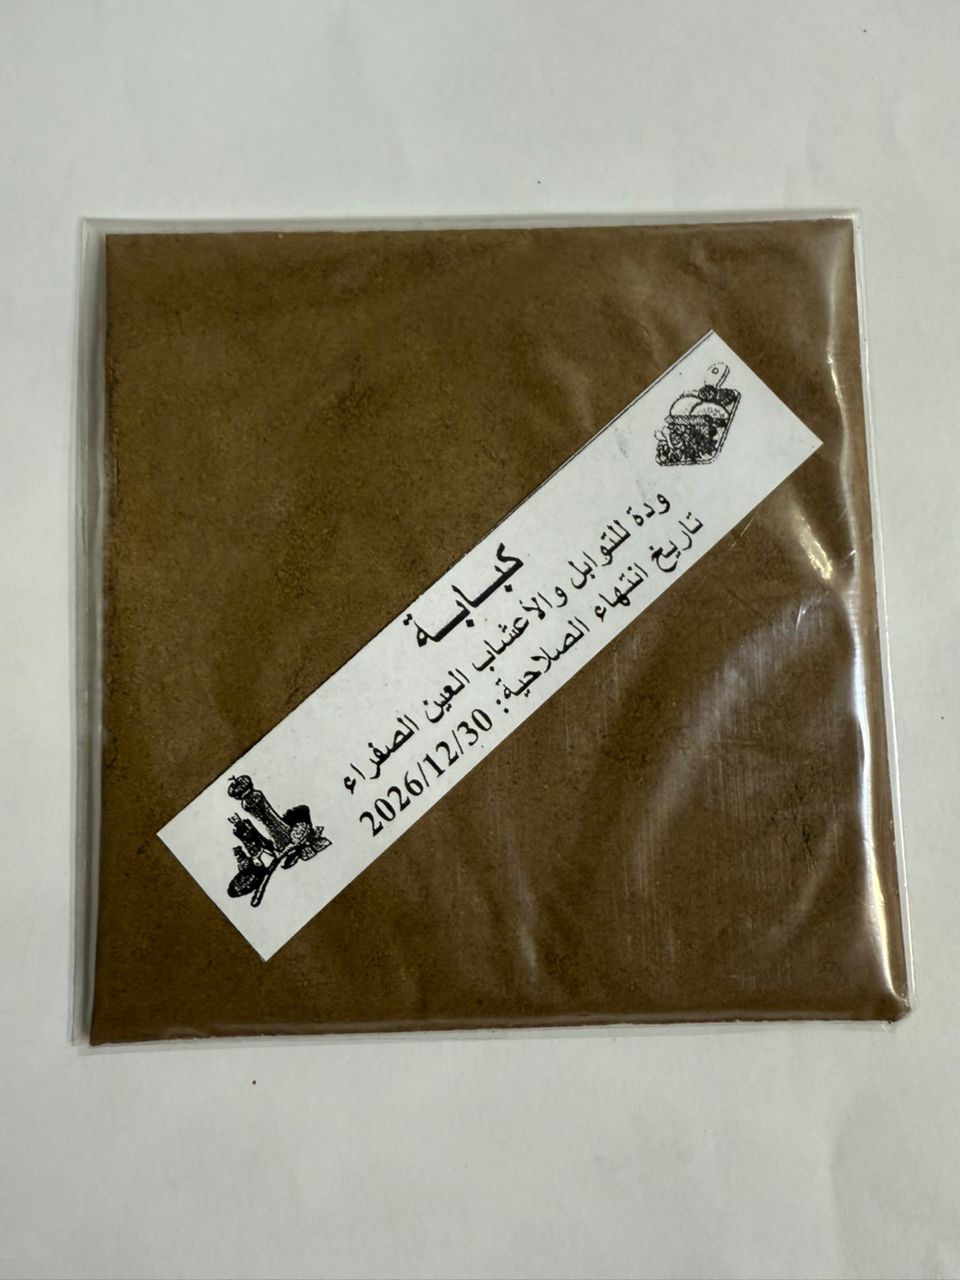 كبابة
ودة للتوابل والأعشاب العين الصفراء
تاريخ انتهاء الصلاحية: 2026/12/30